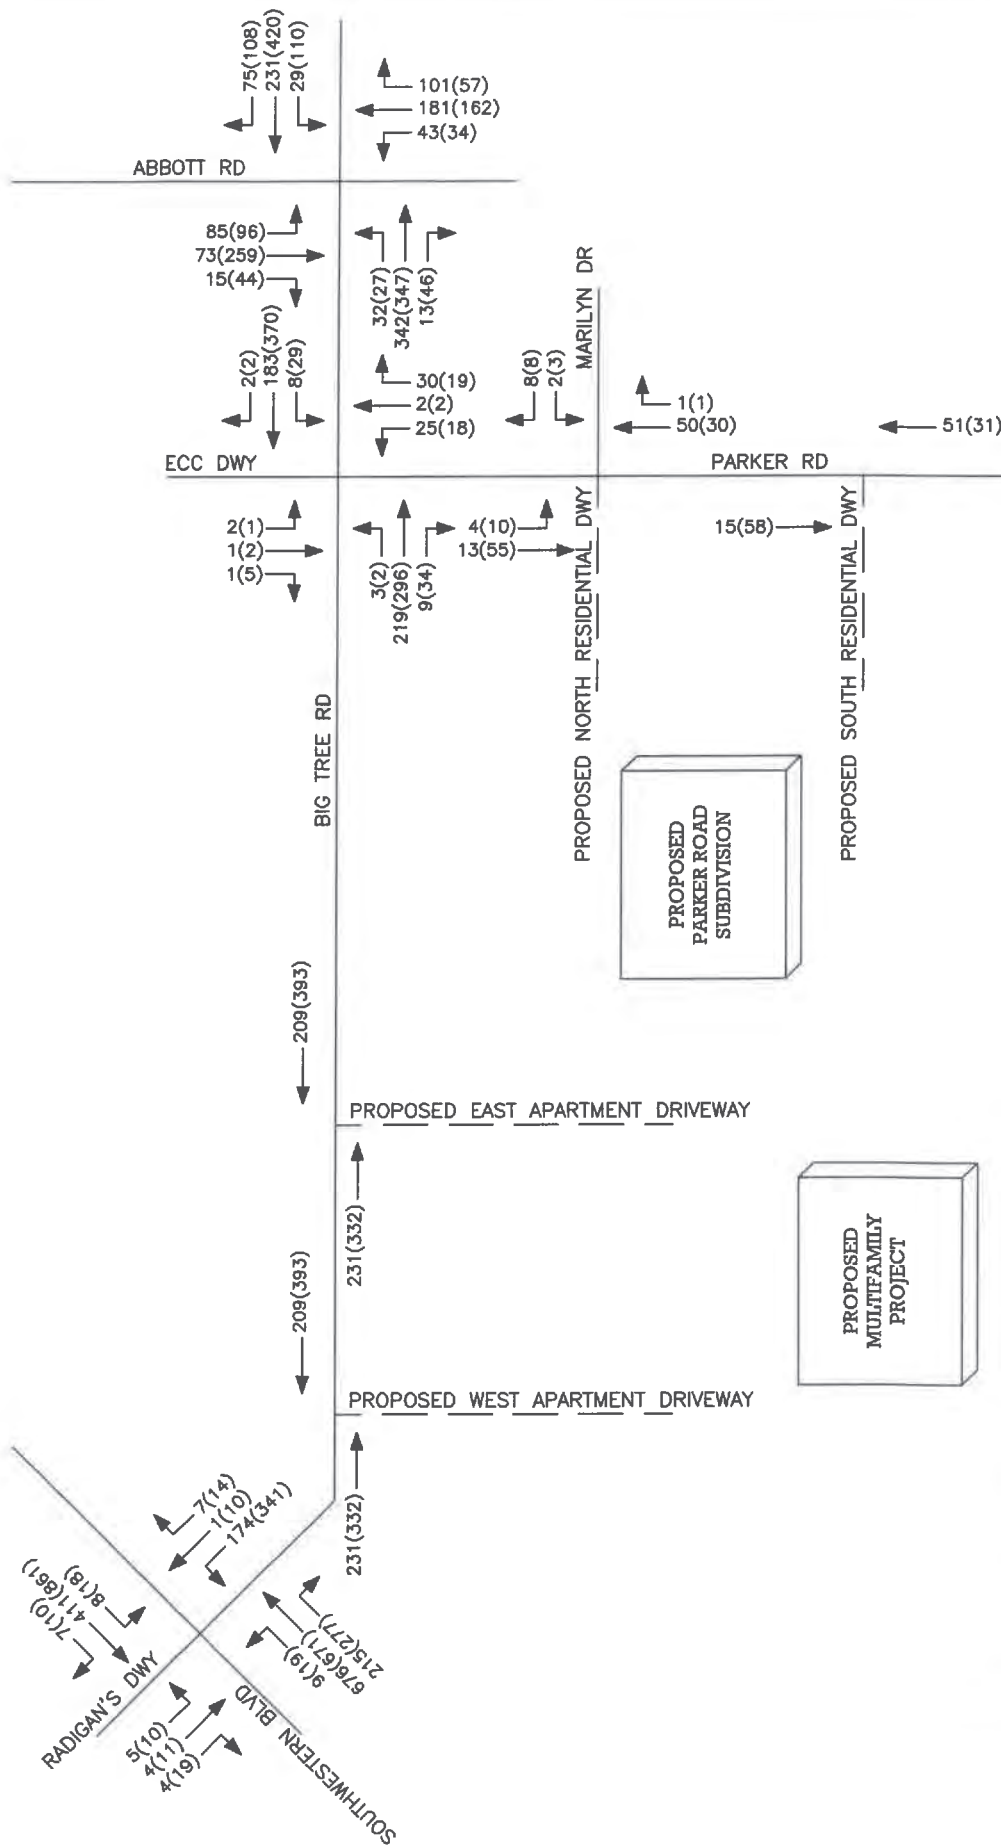 75(108)
231(420)
29(110)
101(57)
181(162)
43(34)
ABBOTT RD
85(96)
73(259)
15(44)
32(27)
342(347)
13(46)
MARILYN DR
2(2)
183(370)
8(29)
30(19)
2(2)
25(18)
8(8)
2(3)
1(1)
50(30)
51(31)
ECC DWY
PARKER RD
2(1)
1(2)
1(5)
3(2)
219(296)
9(34)
4(10)
13(55)
15(58)
PROPOSED NORTH RESIDENTIAL DWY
PROPOSED SOUTH RESIDENTIAL DWY
BIG TREE RD
PROPOSED
PARKER ROAD
SUBDIVISION
209(393)
PROPOSED EAST APARTMENT DRIVEWAY
231(332)
209(393)
PROPOSED
MULTIFAMILY
PROJECT
PROPOSED WEST APARTMENT DRIVEWAY
231(332)
7(14)
1(10)
174(341)
8(18)
411(861)
7(10)
9(19)
676(671)
215(277)
RADIGAN'S DWY
SOUTHWESTERN BLVD
5(10)
4(11)
4(19)